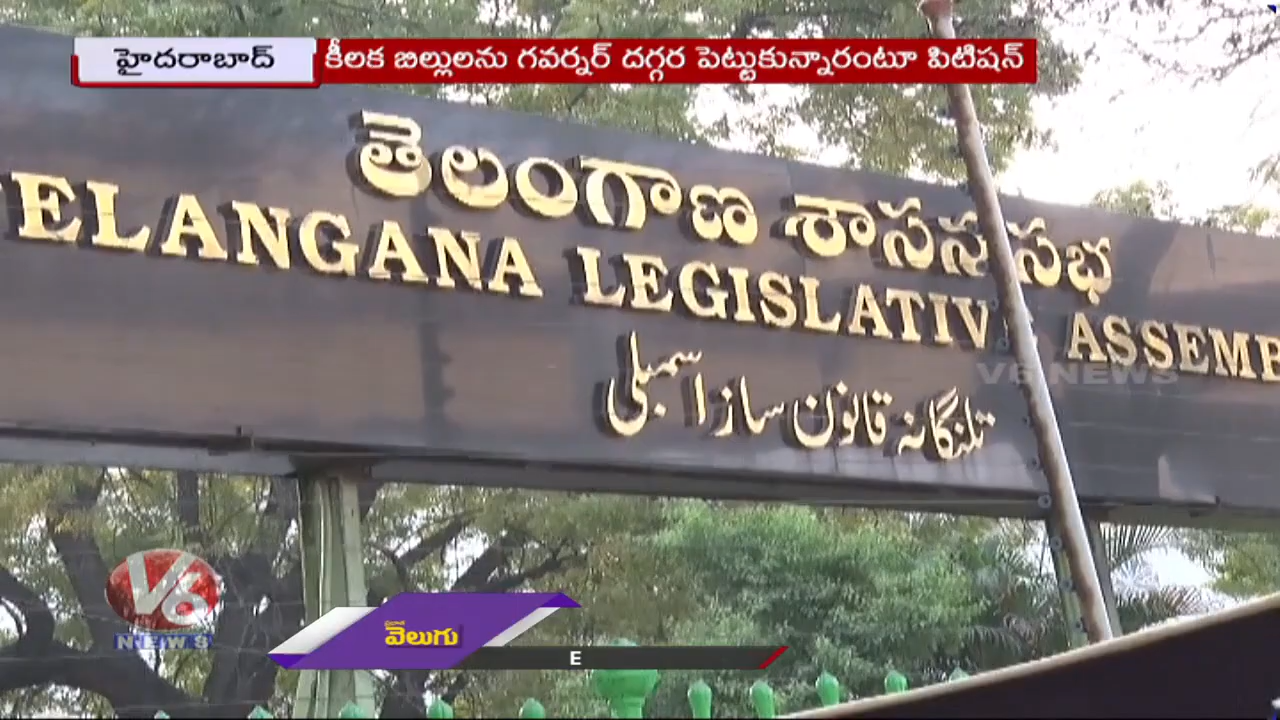 హైదరాబాద్
కీలక బిల్లులను గవర్నర్ దగ్గర పెట్టుకున్నారంటూ పిటిషన్
తెలంగాణ శాసనసభ
ELANGANA LEGISLATIV ASSEMB
تلنگانہ قانون ساز اسمبلی
V6 NEWS
V6
NEWS
వెలుగు
E